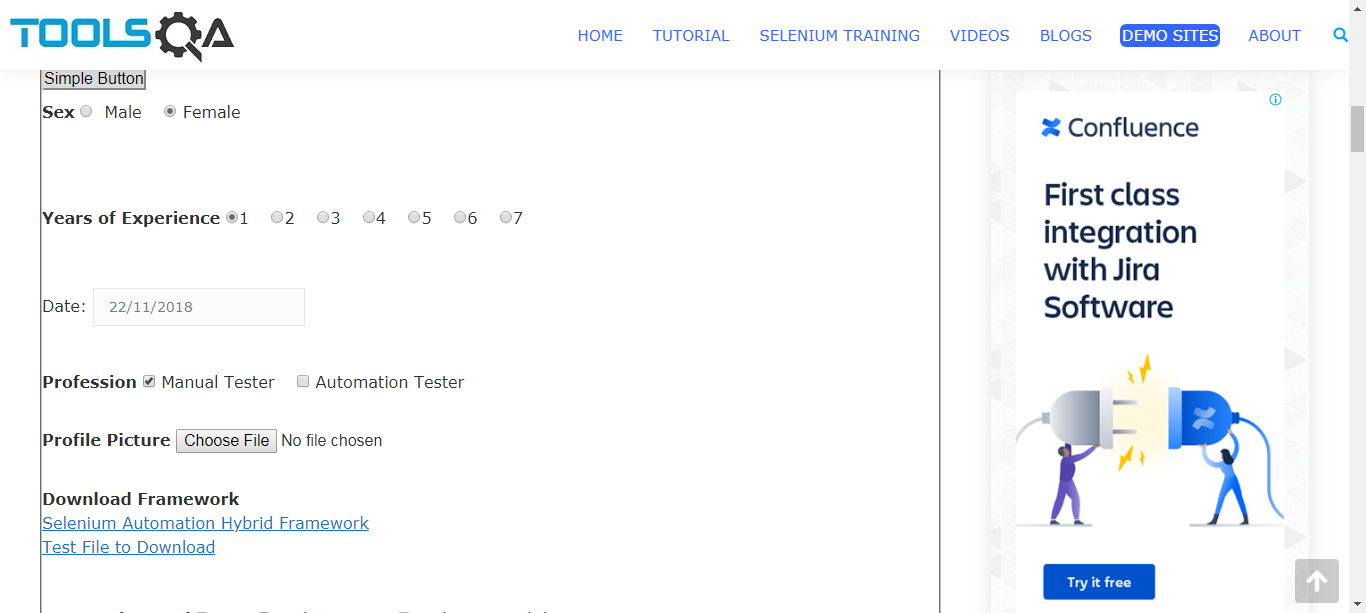 TOOLSQA
HOME TUTORIAL SELENIUM TRAINING VIDEOS BLOGS DEMO SITES ABOUT
Simple Button
Sex Male Female
Years of Experience 1 2 3 4 5 6 7
Date: 22/11/2018
Profession Manual Tester Automation Tester
Profile Picture Choose File No file chosen
Download Framework
Selenium Automation Hybrid Framework
Test File to Download
Confluence
First class
integration
with Jira
Software
Try it free